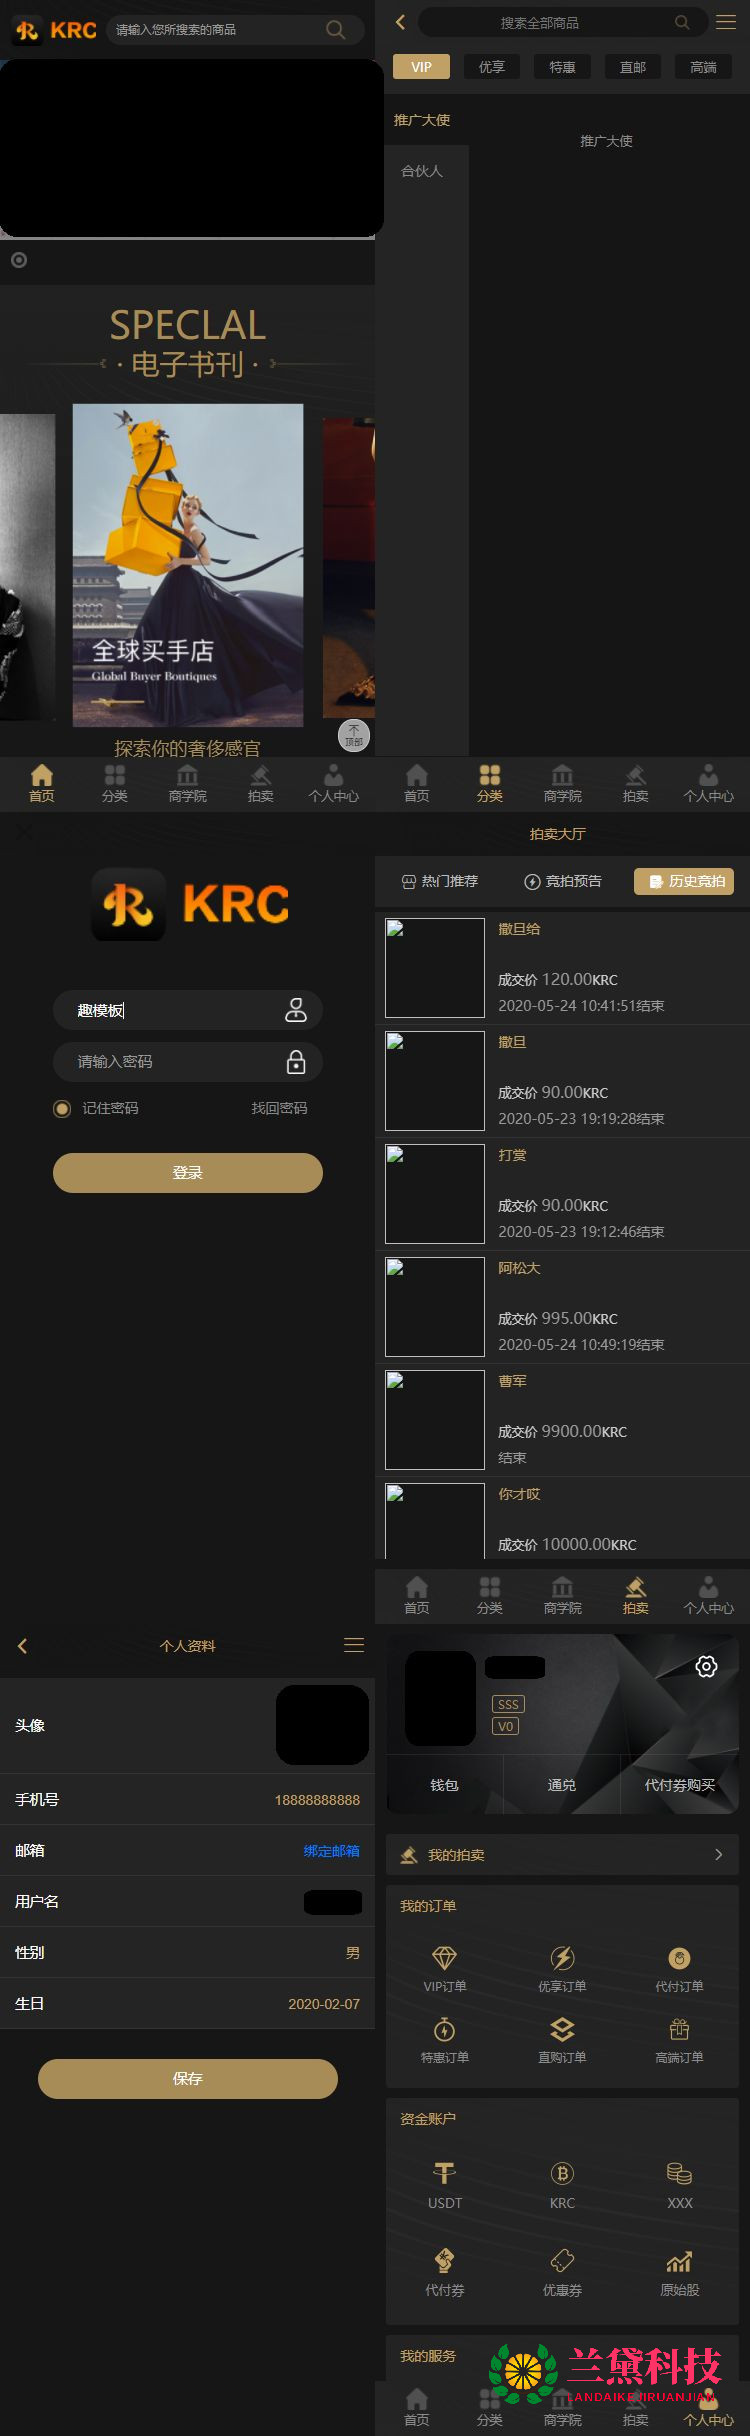 KRC
请输入您所搜索的商品
SPECLAL
· 电子书刊 ·
全球买手店
Global Buyer Boutiques
探索你的奢侈感官
顶部
首页
分类
商学院
拍卖
个人中心
搜索全部商品
VIP
优享
特惠
直邮
高端
推广大使
合伙人
推广大使
首页
分类
商学院
拍卖
个人中心
KRC
趣模板
请输入密码
记住密码
找回密码
登录
拍卖大厅
热门推荐
竞拍预告
历史竞拍
撒旦给
成交价 120.00KRC
2020-05-24 10:41:51结束
撒旦
成交价 90.00KRC
2020-05-23 19:19:28结束
打赏
成交价 90.00KRC
2020-05-23 19:12:46结束
阿松大
成交价 995.00KRC
2020-05-24 10:49:19结束
曹军
成交价 9900.00KRC
结束
你才哎
成交价 10000.00KRC
首页
分类
商学院
拍卖
个人中心
个人资料
头像
手机号
18888888888
邮箱
绑定邮箱
用户名
性别
男
生日
2020-02-07
保存
SSS
V0
钱包
通兑
代付券购买
我的拍卖
我的订单
VIP订单
优享订单
代付订单
特惠订单
直购订单
高端订单
资金账户
USDT
KRC
XXX
代付券
优惠券
原始股
我的服务
兰黛科技
LANDAIKEJIRUANJIAN
首页
分类
商学院
拍卖
个人中心